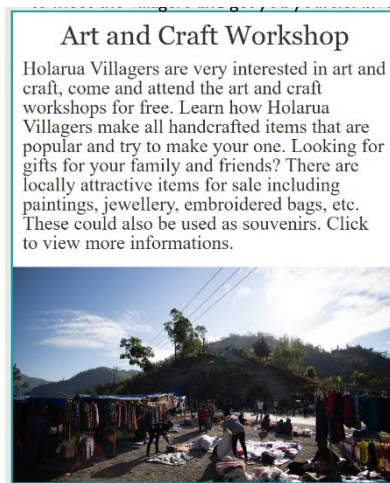 Art and Craft Workshop
Holarua Villagers are very interested in art and
craft, come and attend the art and craft
workshops for free. Learn how Holarua
Villagers make all handcrafted items that are
popular and try to make your one. Looking for
gifts for your family and friends? There are
locally attractive items for sale including
paintings, jewellery, embroidered bags, etc.
These could also be used as souvenirs. Click
to view more informations.